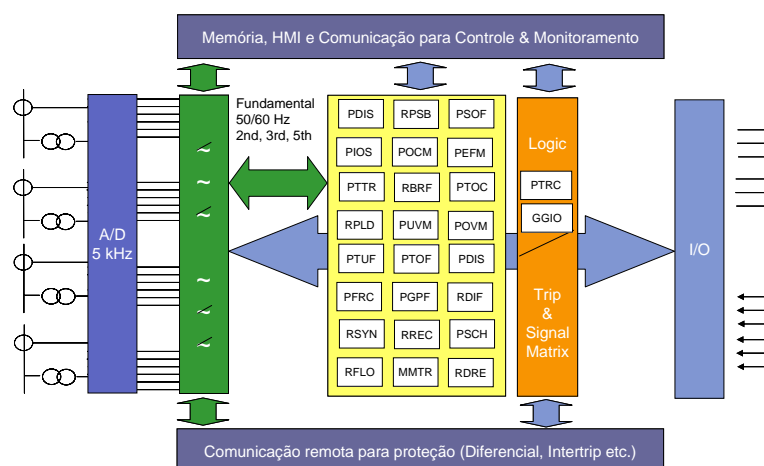 Memória, HMI e Comunicação para Controle & Monitoramento
Fundamental
50/60 Hz
2nd, 3rd, 5th
A/D
5 kHz
~
~
~
~
~
~
PDIS RPSB PSOF
PIOS POCM PEFM
PTTR RBRF PTOC
RPLD PUVM POVM
PTUF PTOF PDIS
PFRC PGPF RDIF
RSYN RREC PSCH
RFLO MMTR RDRE
Logic
PTRC
GGIO
Trip
&
Signal
Matrix
I/O
Comunicação remota para proteção (Diferencial, Intertrip etc.)